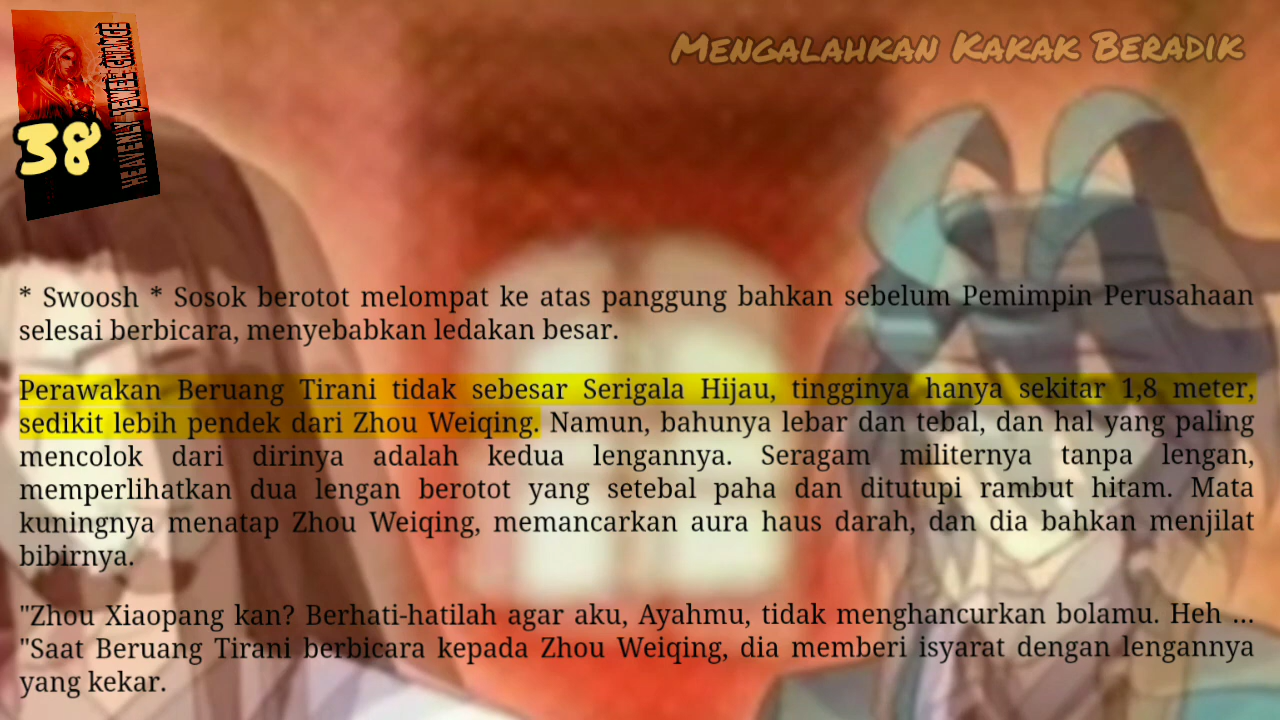 Mengalahkan Kakak Beradik
HEAVENLY JEWEL CHANGE
38
* Swoosh * Sosok berotot melompat ke atas panggung bahkan sebelum Pemimpin Perusahaan
selesai berbicara, menyebabkan ledakan besar.
Perawakan Beruang Tirani tidak sebesar Serigala Hijau, tingginya hanya sekitar 1,8 meter,
sedikit lebih pendek dari Zhou Weiqing. Namun, bahunya lebar dan tebal, dan hal yang paling
mencolok dari dirinya adalah kedua lengannya. Seragam militernya tanpa lengan,
memperlihatkan dua lengan berotot yang setebal paha dan ditutupi rambut hitam. Mata
kuningnya menatap Zhou Weiqing, memancarkan aura haus darah, dan dia bahkan menjilat
bibirnya.
"Zhou Xiaopang kan? Berhati-hatilah agar aku, Ayahmu, tidak menghancurkan bolamu. Heh ...
"Saat Beruang Tirani berbicara kepada Zhou Weiqing, dia memberi isyarat dengan lengannya
yang kekar.